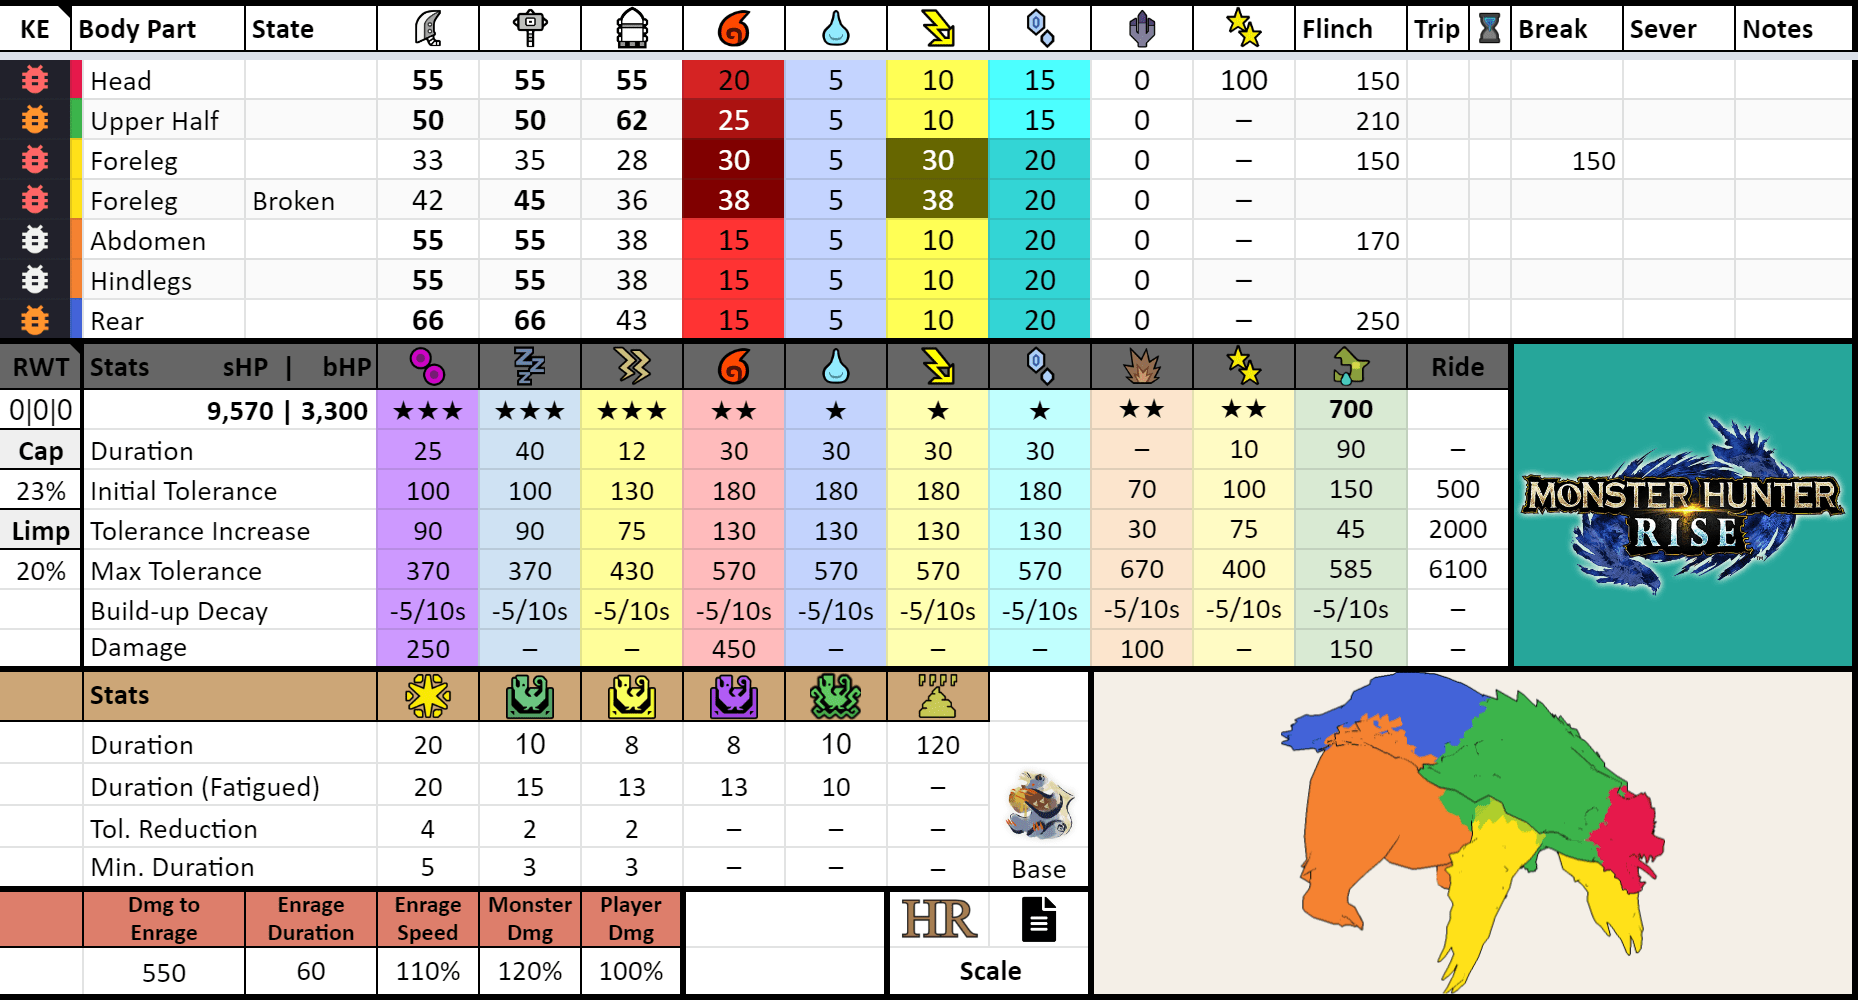 KE Body Part State Flinch Trip Break Sever Notes
Head 55 55 55 20 5 10 15 0 100 150
Upper Half 50 50 62 25 5 10 15 0 – 210
Foreleg 33 35 28 30 5 30 20 0 – 150 150
Foreleg Broken 42 45 36 38 5 38 20 0 –
Abdomen 55 55 38 15 5 10 20 0 – 170
Hindlegs 55 55 38 15 5 10 20 0 –
Rear 66 66 43 15 5 10 20 0 – 250
RWT Stats sHP | bHP Ride
0|0|0 9,570 | 3,300 ★★★ ★★★ ★★★ ★★ ★ ★ ★ ★★ ★★ 700
Cap Duration 25 40 12 30 30 30 30 – 10 90 –
23% Initial Tolerance 100 100 130 180 180 180 180 70 100 150 500
Limp Tolerance Increase 90 90 75 130 130 130 130 30 75 45 2000
20% Max Tolerance 370 370 430 570 570 570 570 670 400 585 6100
Build-up Decay -5/10s -5/10s -5/10s -5/10s -5/10s -5/10s -5/10s -5/10s -5/10s -5/10s –
Damage 250 – – 450 – – – 100 – 150 –
MONSTER HUNTER
RISE
TM
Stats
Duration 20 10 8 8 10 120
Duration (Fatigued) 20 15 13 13 10 –
Tol. Reduction 4 2 2 – – –
Min. Duration 5 3 3 – – – Base
Dmg to Enrage Enrage Monster Player HR
Enrage Duration Speed Dmg Dmg
550 60 110% 120% 100% Scale